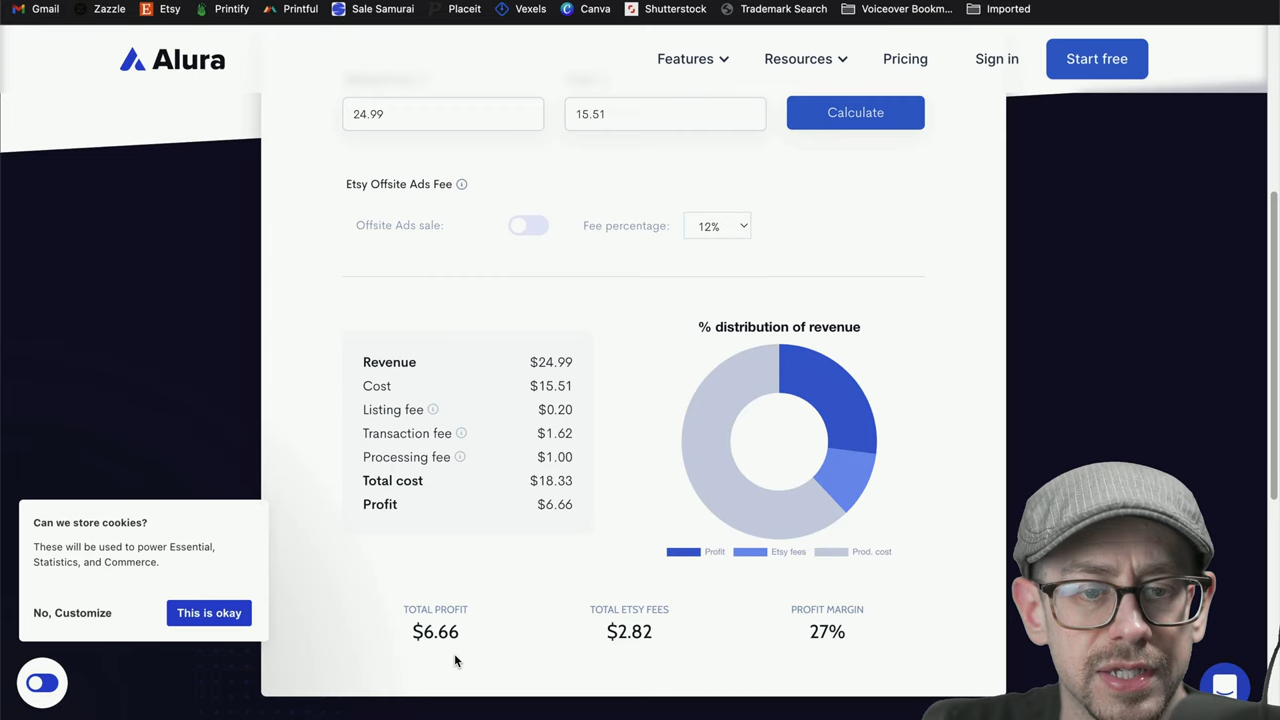 Gmail Zazzle Etsy Printify Printful Sale Samurai Placeit Vexels Canva Shutterstock Trademark Search Voiceover Bookm... Imported
Alura Features Resources Pricing Sign in Start free
24.99 15.51 Calculate
Etsy Offsite Ads Fee
Offsite Ads sale: Fee percentage: 12%
% distribution of revenue
Revenue $24.99
Cost $15.51
Listing fee $0.20
Transaction fee $1.62
Processing fee $1.00
Total cost $18.33
Profit $6.66
Profit Etsy fees Prod. cost
Can we store cookies?
These will be used to power Essential,
Statistics, and Commerce.
No, Customize This is okay
TOTAL PROFIT TOTAL ETSY FEES PROFIT MARGIN
$6.66 $2.82 27%